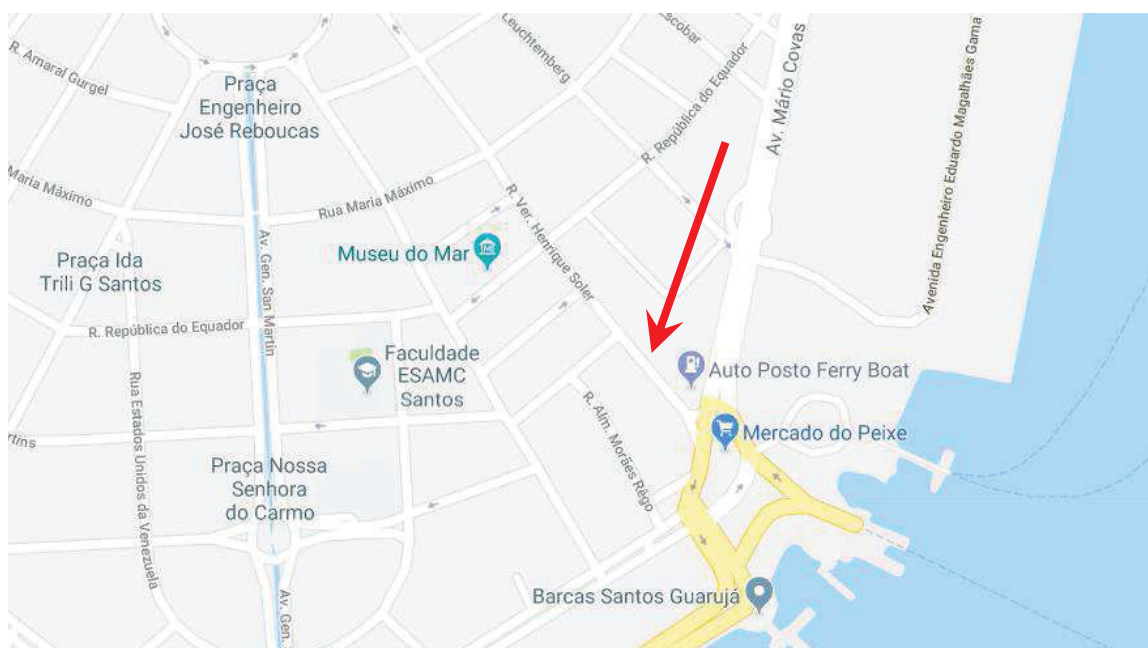 R. Amaral Gurgel
Praça
Engenheiro
José Reboucas
Leuchtemberg
Escobar
R. República do Equador
Av. Mário Covas
Avenida Engenheiro Eduardo Magalhães Gama
Maria Máximo
Rua Maria Máximo
R. Ver. Henrique Soler
Museu do Mar
Praça Ida
Trili G Santos
Av. Gen. San Martin
R. República do Equador
Rua Estados Unidos da Venezuela
Faculdade
ESAMC
Santos
Auto Posto Ferry Boat
R. Alm. Morães Rêgo
Mercado do Peixe
rtins
Praça Nossa
Senhora
do Carmo
Av. Gen.
Barcas Santos Guarujá